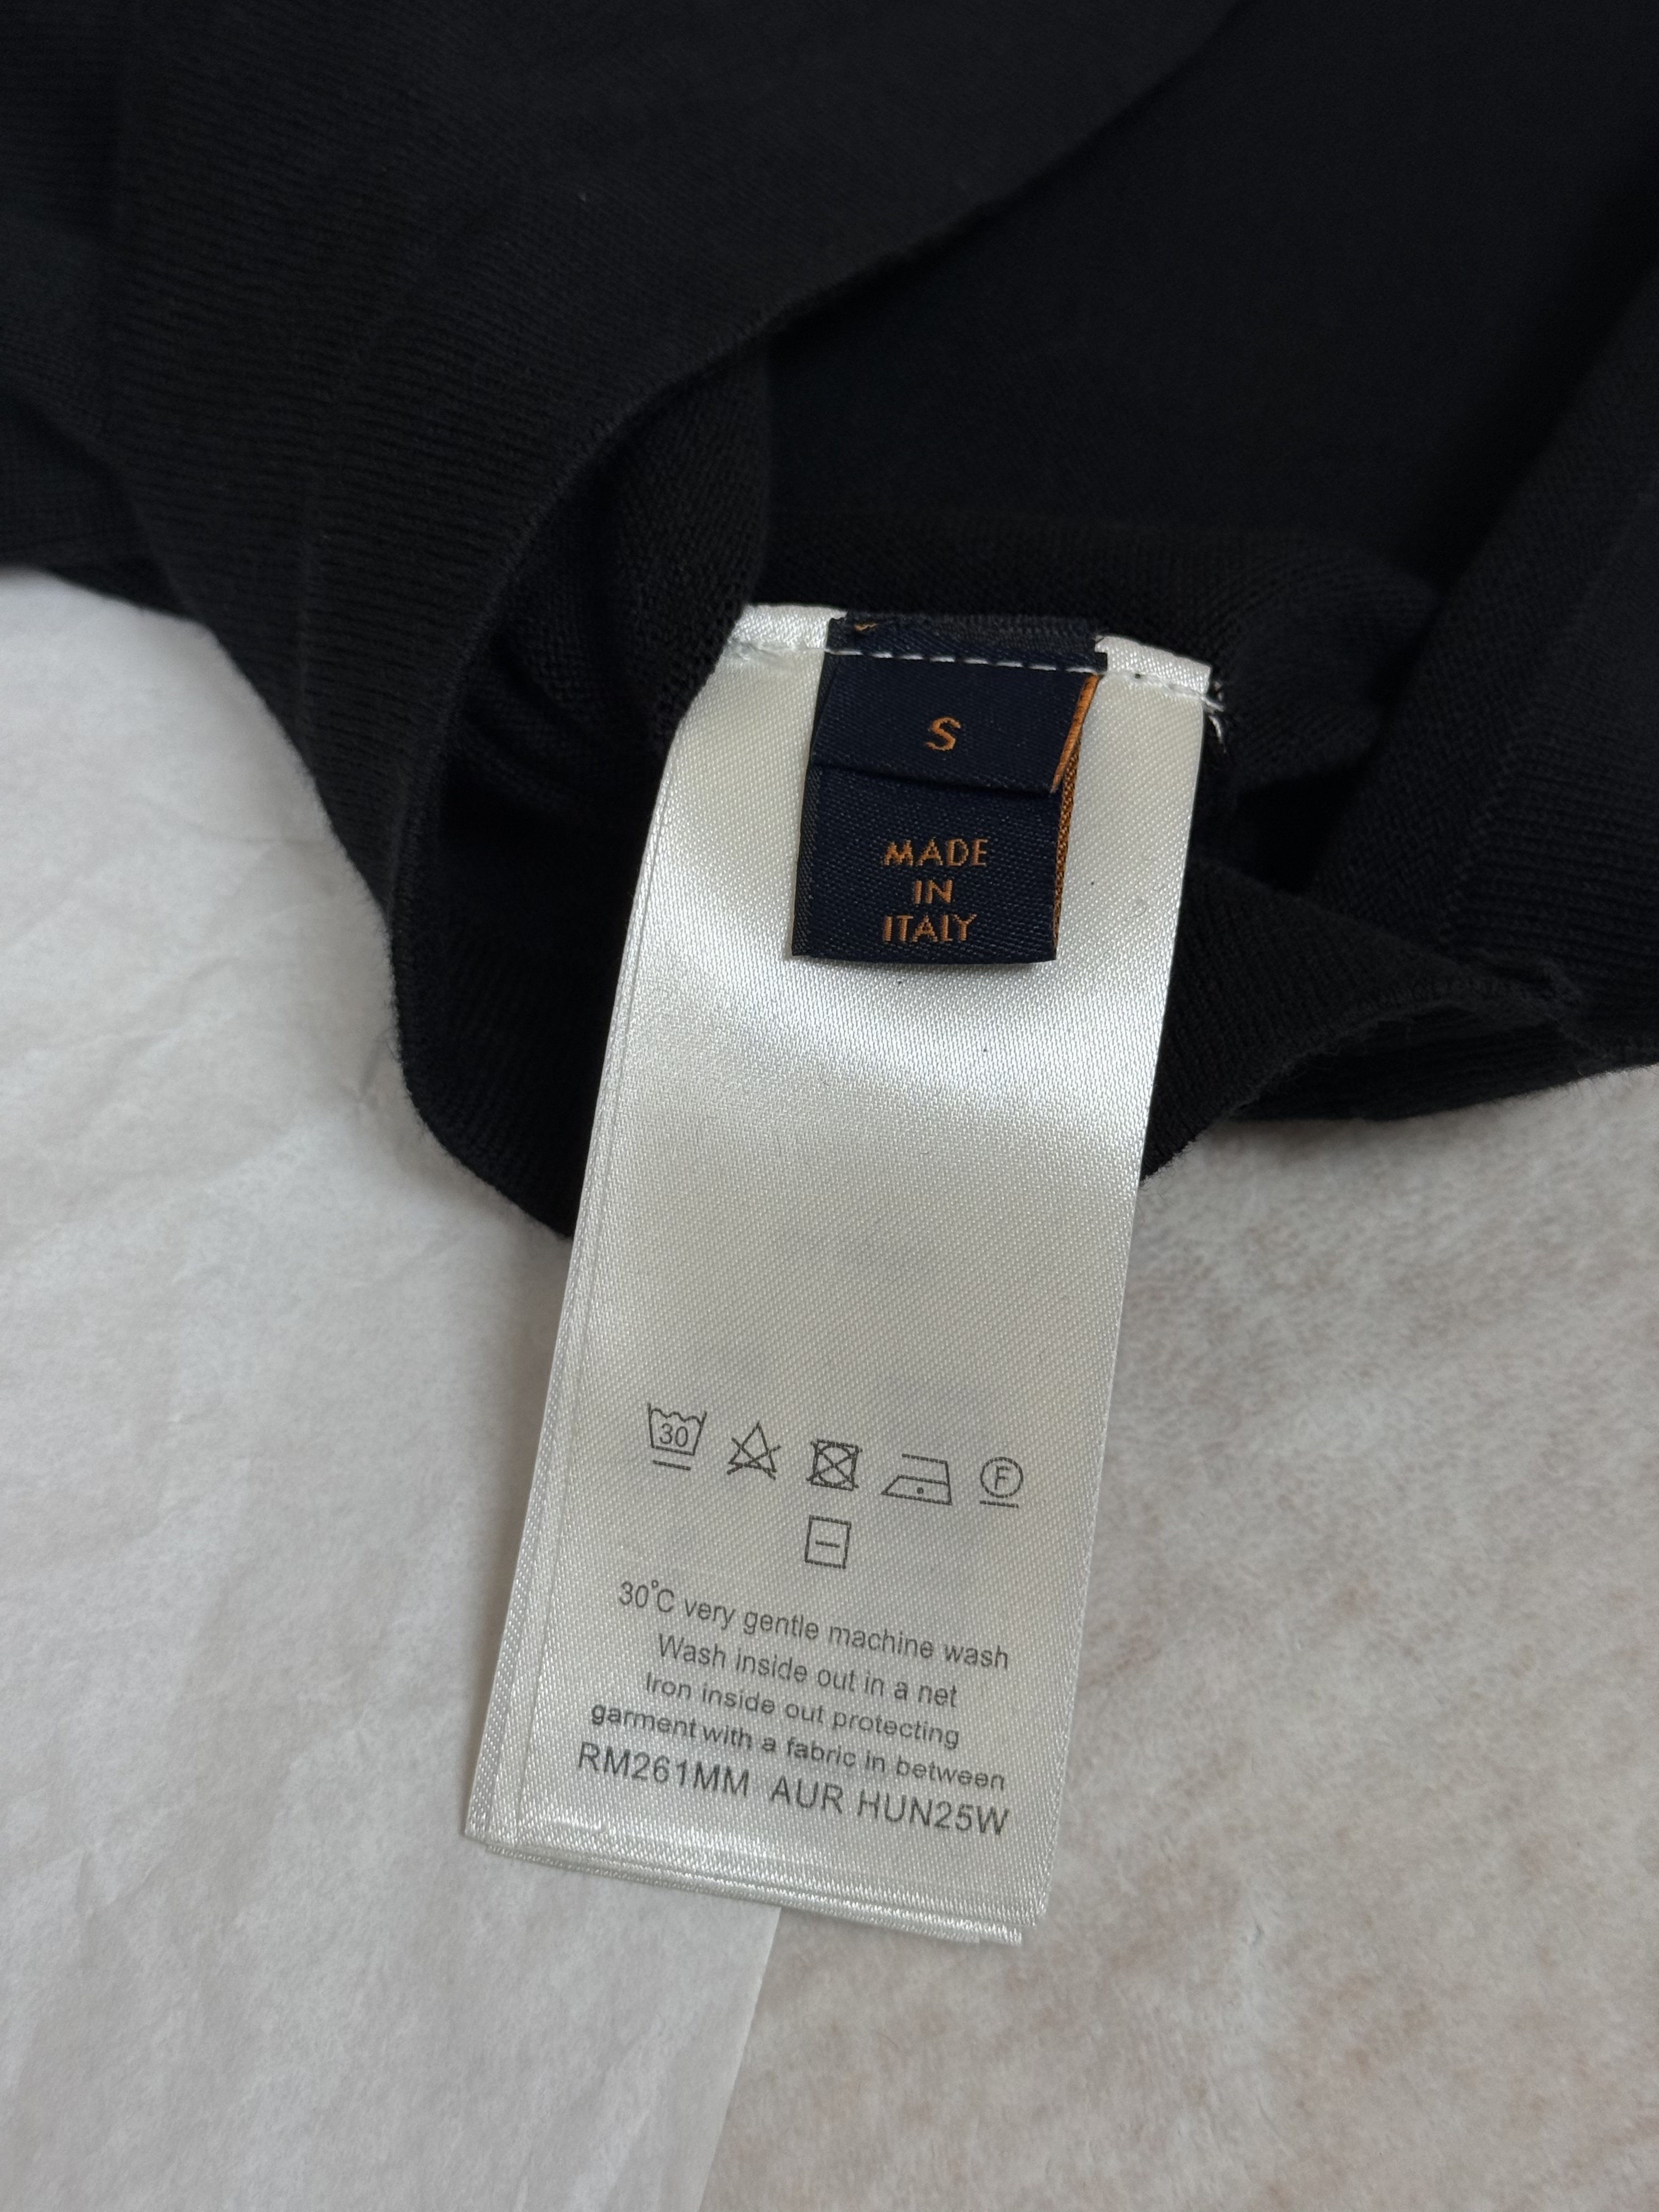 S
MADE
IN
ITALY
30
F
30°C very gentle machine wash
Wash inside out in a net
Iron inside out protecting
garment with a fabric in between
RM261MM AUR HUN25W